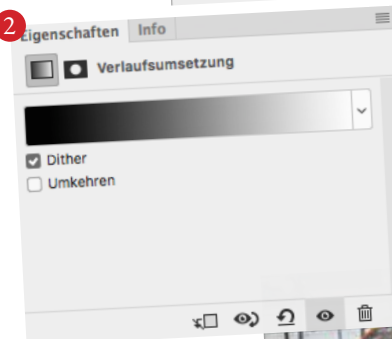 2
Eigenschaften Info
Verlaufsumsetzung
Dither
Umkehren